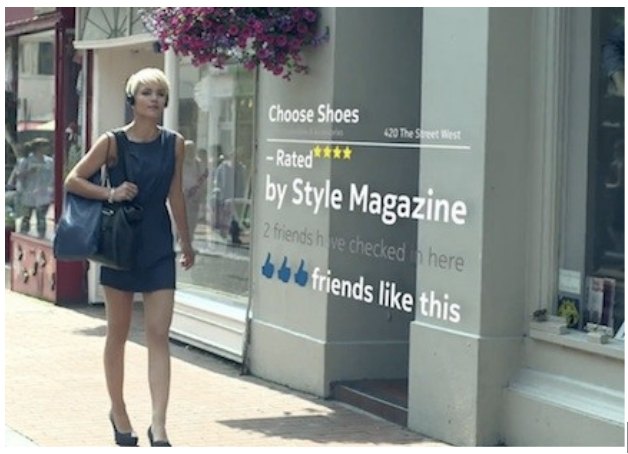 Choose Shoes
420 The Street West
– Rated
by Style Magazine
2 friends have checked in here
friends like this